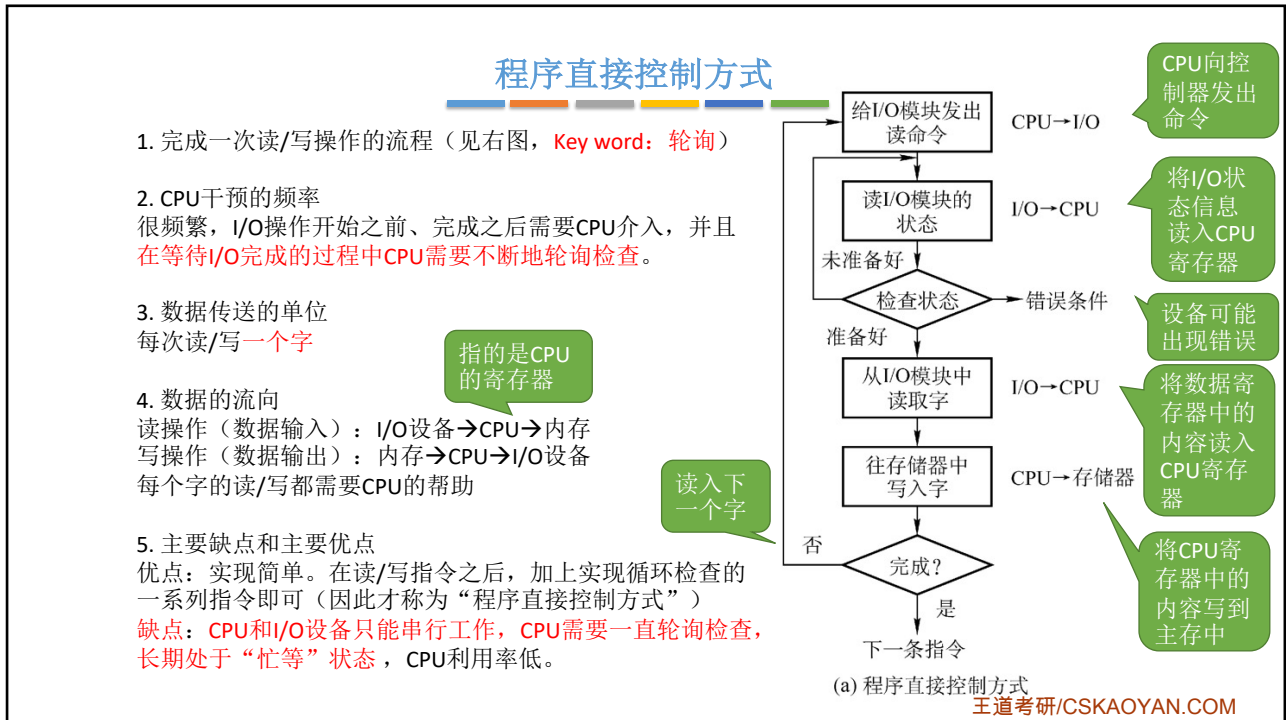 程序直接控制方式
1. 完成一次读/写操作的流程（见右图，Key word：轮询）
2. CPU干预的频率
很频繁，I/O操作开始之前、完成之后需要CPU介入，并且
在等待I/O完成的过程中CPU需要不断地轮询检查。
3. 数据传送的单位
每次读/写一个字
指的是CPU
的寄存器
4. 数据的流向
读操作（数据输入）：I/O设备→CPU→内存
写操作（数据输出）：内存→CPU→I/O设备
每个字的读/写都需要CPU的帮助
5. 主要缺点和主要优点
优点：实现简单。在读/写指令之后，加上实现循环检查的
一系列指令即可（因此才称为“程序直接控制方式”）
缺点：CPU和I/O设备只能串行工作，CPU需要一直轮询检查，
长期处于“忙等”状态，CPU利用率低。
给I/O模块发出
读命令
CPU→I/O
CPU向控
制器发出
命令
读I/O模块的
状态
I/O→CPU
将I/O状
态信息
读入CPU
寄存器
未准备好
检查状态
错误条件
设备可能
出现错误
准备好
从I/O模块中
读取字
I/O→CPU
将数据寄
存器中的
内容读入
CPU寄存
器
往存储器中
写入字
CPU→存储器
将CPU寄
存器中的
内容写到
主存中
读入下
一个字
否
完成？
是
下一条指令
(a) 程序直接控制方式
王道考研/CSKAOYAN.COM